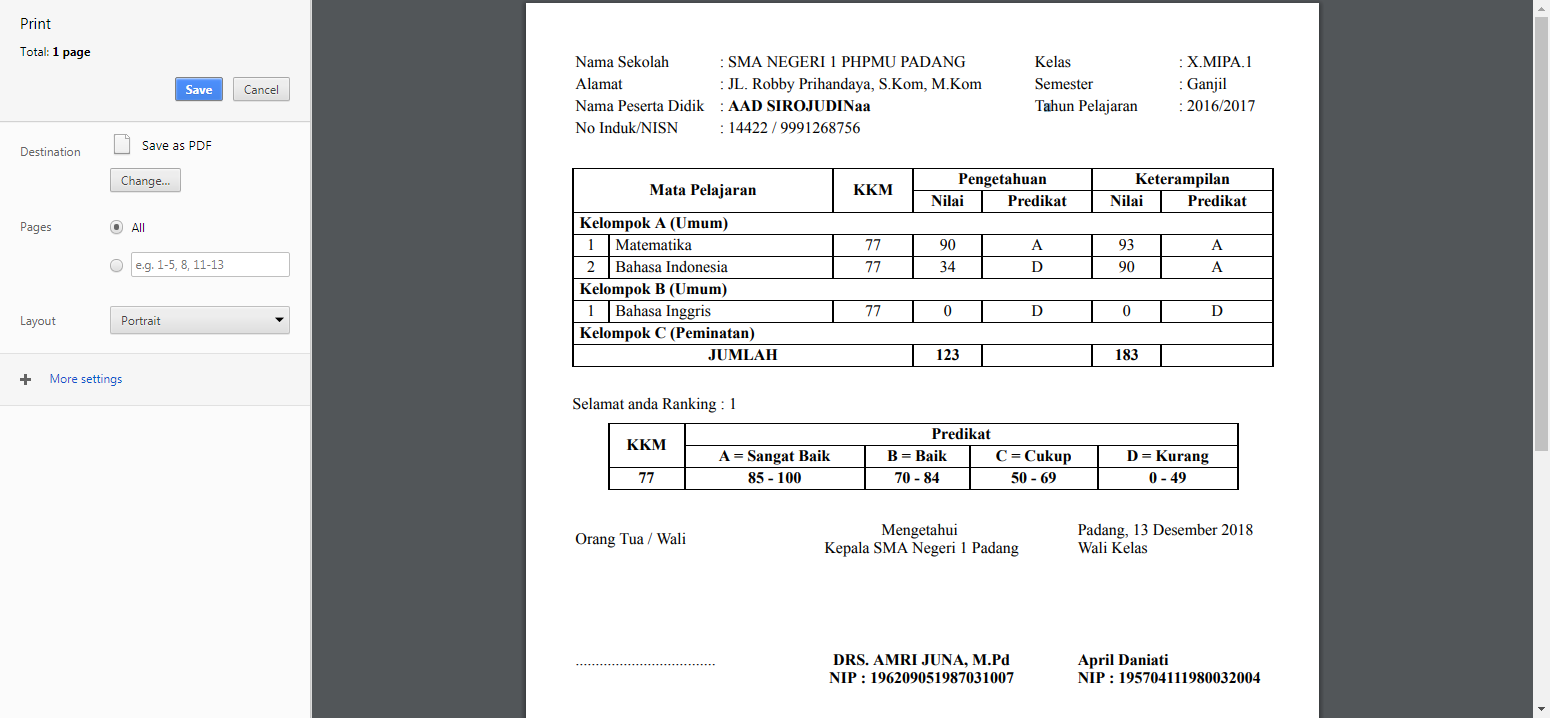 Print
Total: 1 page
Save Cancel
Destination Save as PDF
Change...
Pages All
e.g. 1-5, 8, 11-13
Layout Portrait
More settings
Nama Sekolah : SMA NEGERI 1 PHPMU PADANG Kelas : X.MIPA.1
Alamat : JL. Robby Prihandaya, S.Kom, M.Kom Semester : Ganjil
Nama Peserta Didik : AAD SIROJUDINaa Tahun Pelajaran : 2016/2017
No Induk/NISN : 14422 / 9991268756
Mata Pelajaran KKM Pengetahuan Keterampilan
Nilai Predikat Nilai Predikat
Kelompok A (Umum)
1 Matematika 77 90 A 93 A
2 Bahasa Indonesia 77 34 D 90 A
Kelompok B (Umum)
1 Bahasa Inggris 77 0 D 0 D
Kelompok C (Peminatan)
JUMLAH 123 183
Selamat anda Ranking : 1
KKM Predikat
A = Sangat Baik B = Baik C = Cukup D = Kurang
77 85 - 100 70 - 84 50 - 69 0 - 49
Orang Tua / Wali
Mengetahui
Kepala SMA Negeri 1 Padang
Padang, 13 Desember 2018
Wali Kelas
...................................
DRS. AMRI JUNA, M.Pd
NIP : 196209051987031007
April Daniati
NIP : 195704111980032004